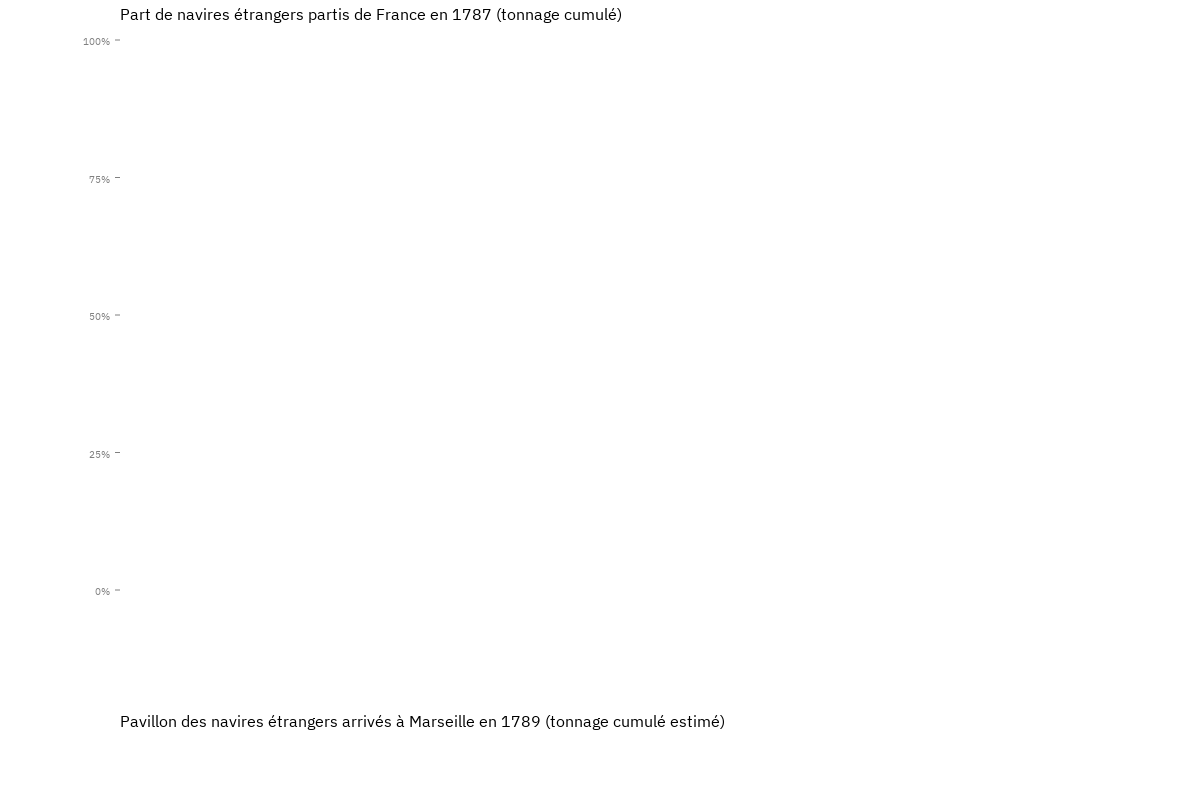 Part de navires étrangers partis de France en 1787 (tonnage cumulé)
100%
75%
50%
25%
0%
Pavillon des navires étrangers arrivés à Marseille en 1789 (tonnage cumulé estimé)